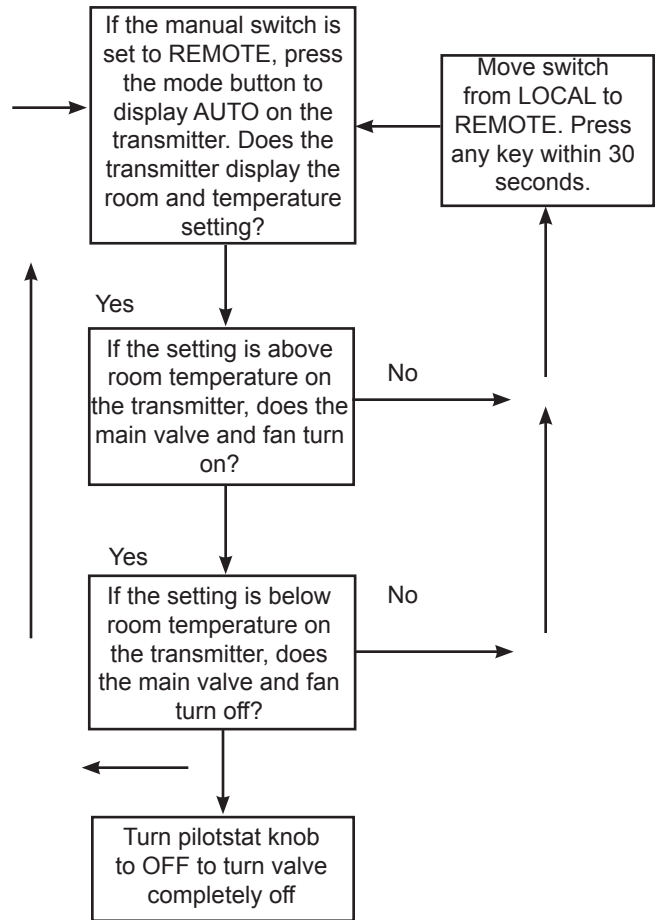 If the manual switch is
set to REMOTE, press
the mode button to
display AUTO on the
transmitter. Does the
transmitter display the
room and temperature
setting?
Move switch
from LOCAL to
REMOTE. Press
any key within 30
seconds.
Yes
If the setting is above
room temperature on
the transmitter, does the
main valve and fan turn
on?
No
Yes
If the setting is below
room temperature on
the transmitter, does
the main valve and fan
turn off?
No
Turn pilotstat knob
to OFF to turn valve
completely off